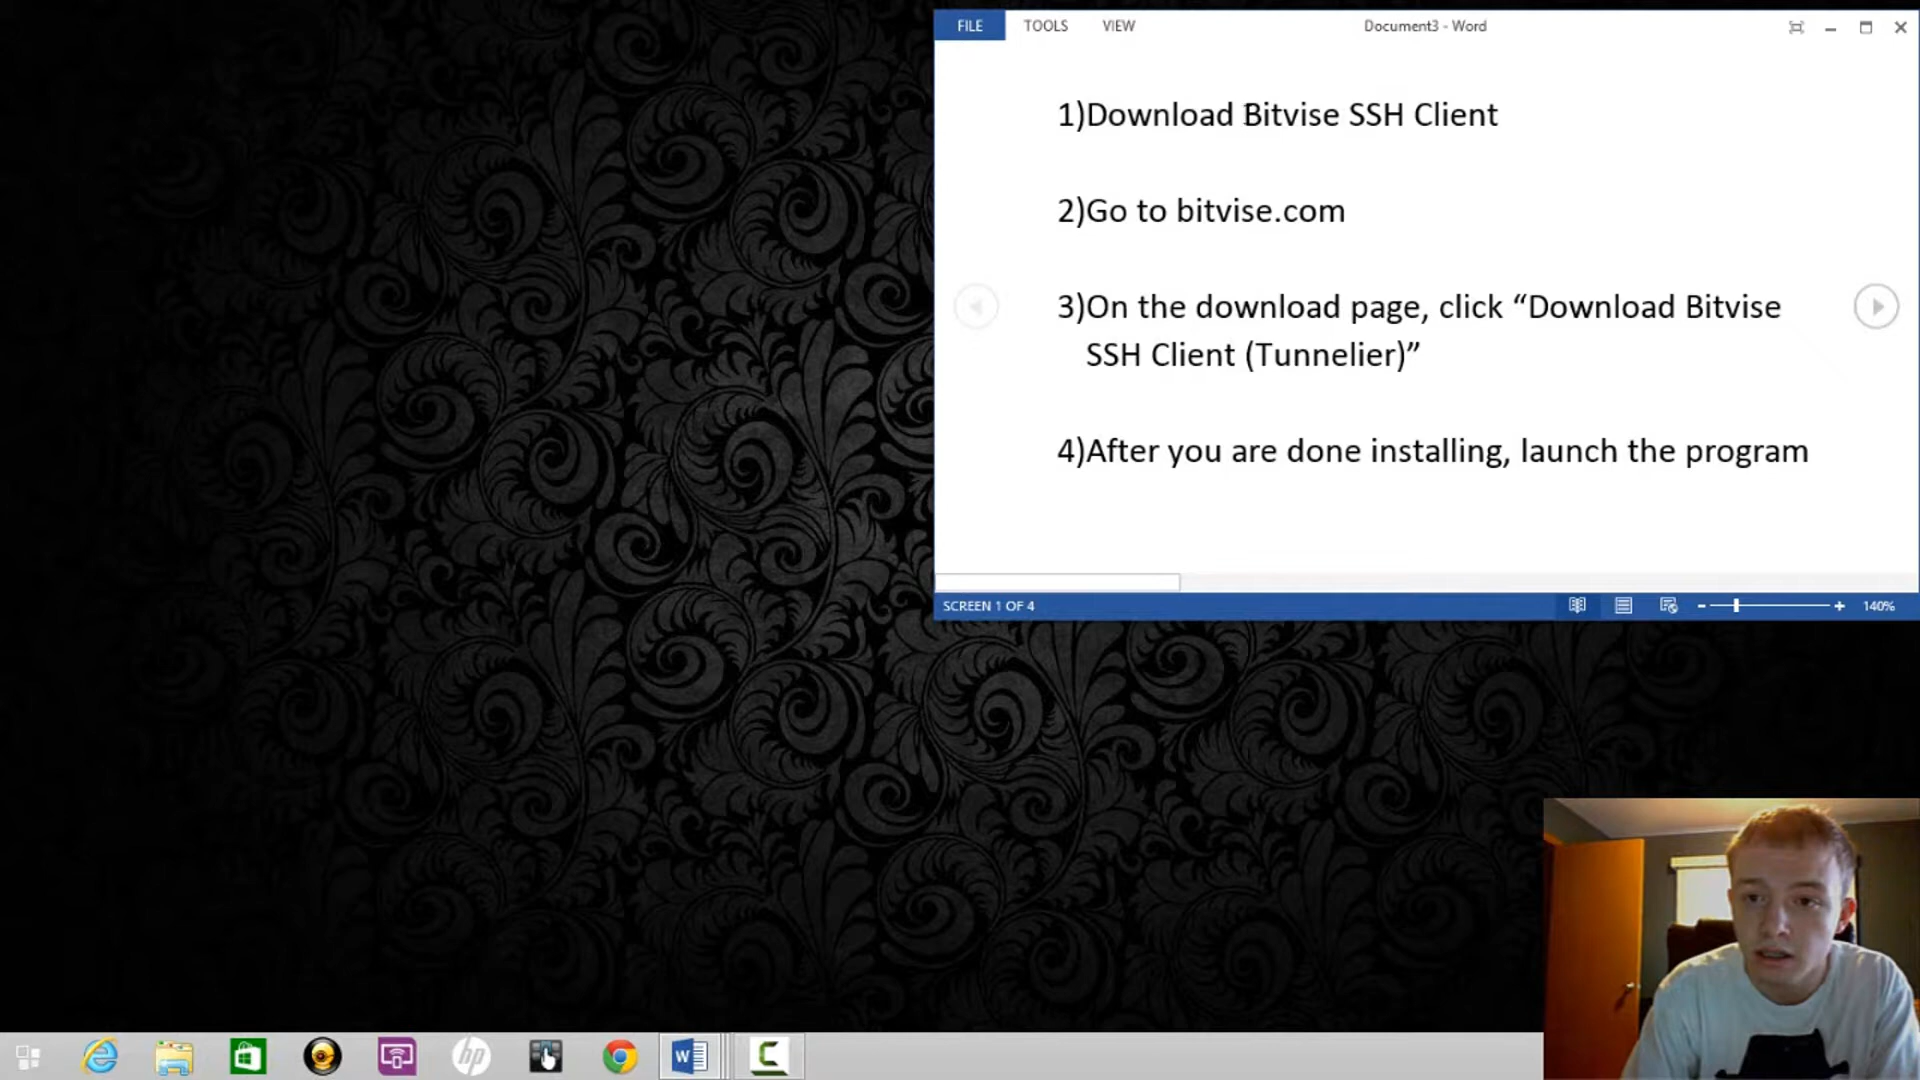 FILE TOOLS VIEW Document3 - Word
1)Download Bitvise SSH Client
2)Go to bitvise.com
3)On the download page, click “Download Bitvise
SSH Client (Tunnelier)”
4)After you are done installing, launch the program
SCREEN 1 OF 4 140%
hp